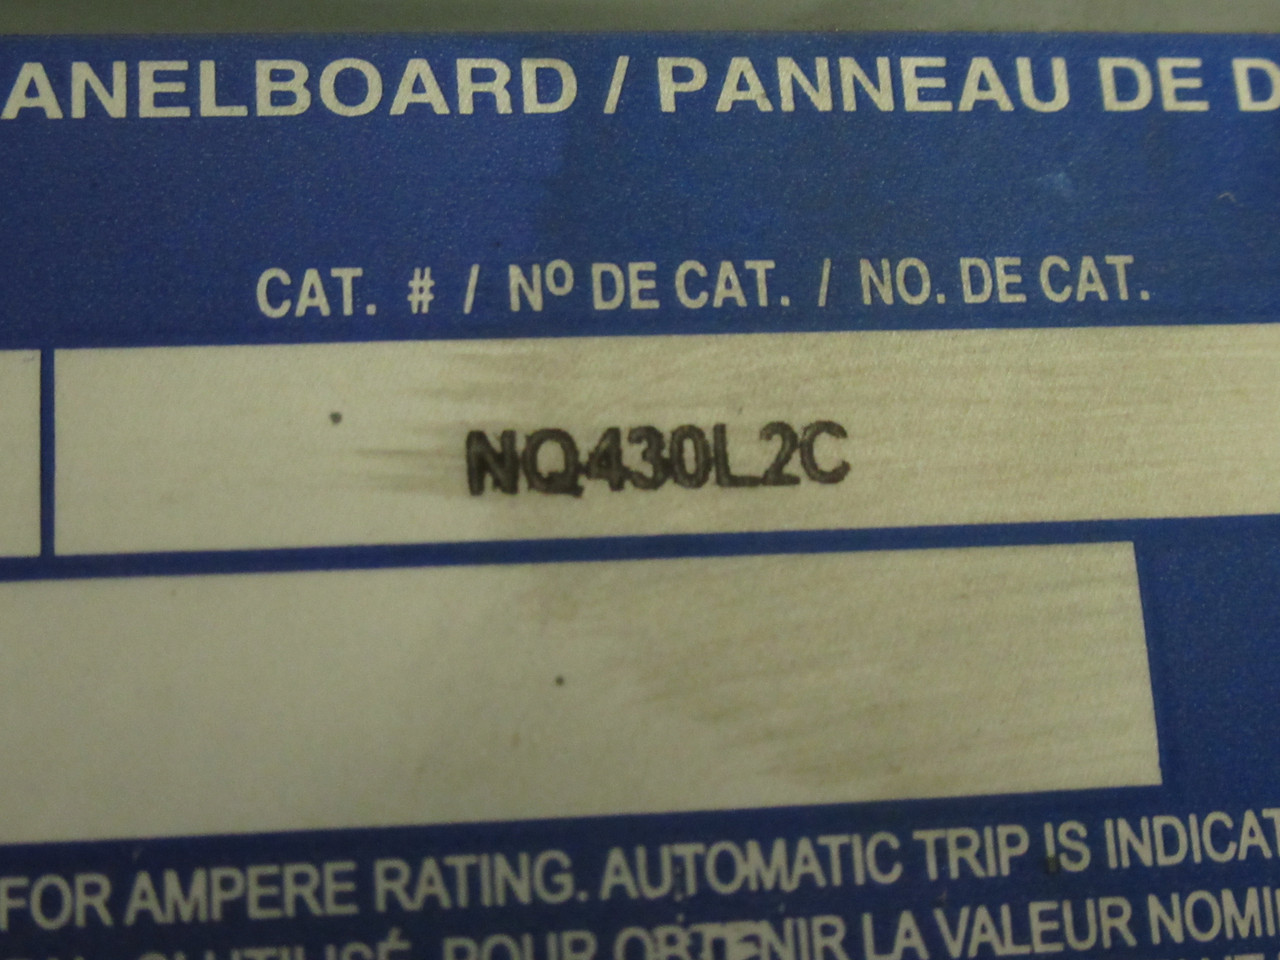 ANELBOARD / PANNEAU DE D
CAT. # / Nº DE CAT. / NO. DE CAT.
NQ430L2C
FOR AMPERE RATING. AUTOMATIC TRIP IS INDICAT
POUR OBTENIR LA VALEUR NOMI